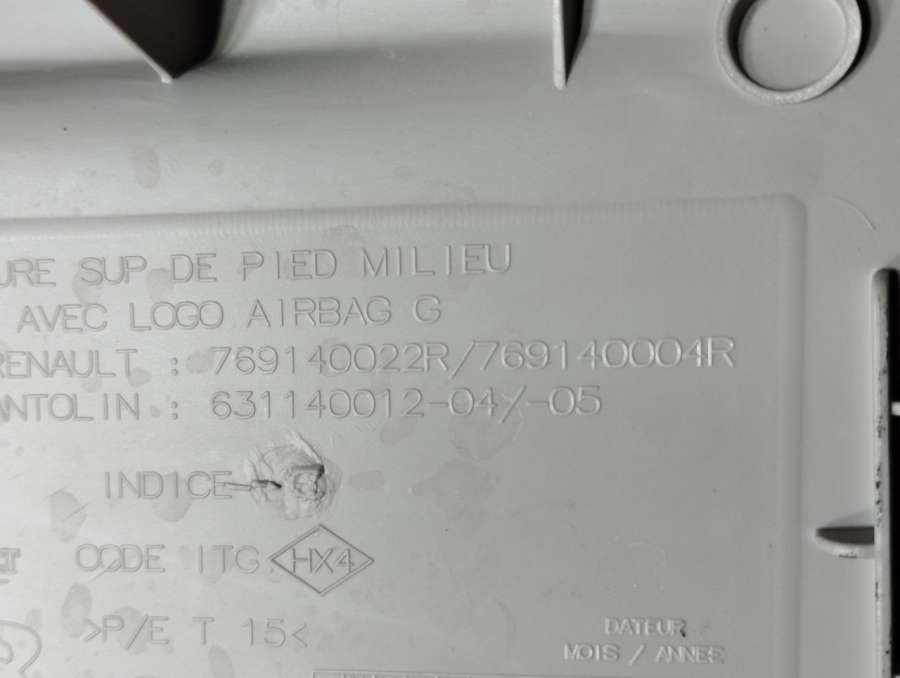 URE SUP DE PIED MILIEU
AVEC LOGO AIRBAG G
RENAULT : 769140022R/769140004R
ANTOLIN : 631140012-04/-05
INDICE
CODE ITG HX4
>P/E T 15<
DATEUR
MOIS / ANNEE